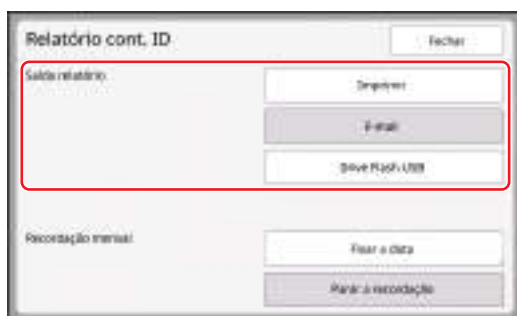 Relatório cont. ID
Fechar
Saída relatório
Imprimir
E-mail
Drive Flash USB
Recordação mensal
Fixar a data
Parar a recordação